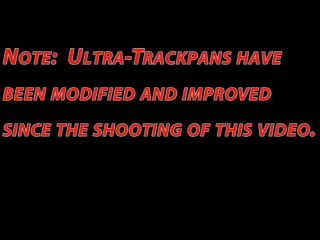 Note: Ultra-Trackpans have
been modified and improved
since the shooting of this video.